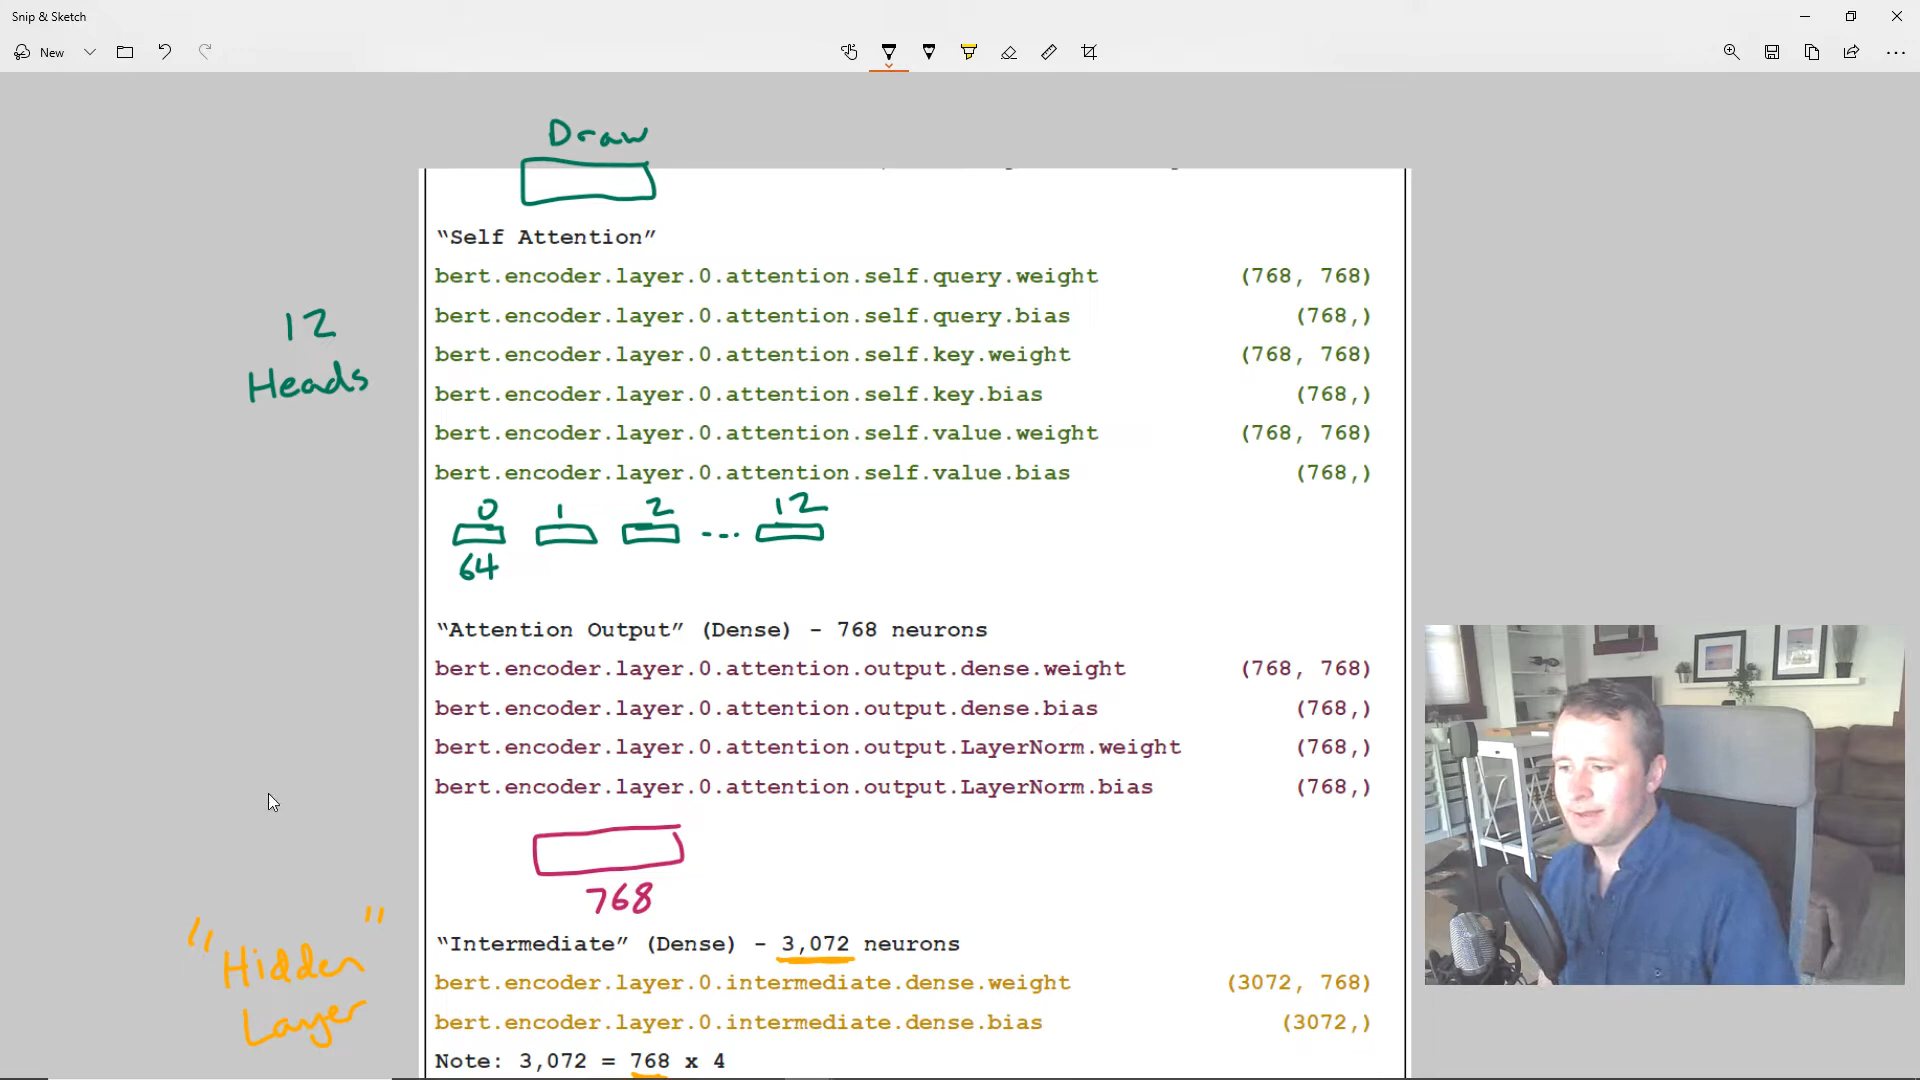 Snip & Sketch
New
Draw
“Self Attention”
bert.encoder.layer.0.attention.self.query.weight (768, 768)
bert.encoder.layer.0.attention.self.query.bias (768,)
bert.encoder.layer.0.attention.self.key.weight (768, 768)
bert.encoder.layer.0.attention.self.key.bias (768,)
bert.encoder.layer.0.attention.self.value.weight (768, 768)
bert.encoder.layer.0.attention.self.value.bias (768,)
12
Heads
0 1 2 ... 12
64
“Attention Output” (Dense) - 768 neurons
bert.encoder.layer.0.attention.output.dense.weight (768, 768)
bert.encoder.layer.0.attention.output.dense.bias (768,)
bert.encoder.layer.0.attention.output.LayerNorm.weight (768,)
bert.encoder.layer.0.attention.output.LayerNorm.bias (768,)
768
"Hidden
Layer"
“Intermediate” (Dense) - 3,072 neurons
bert.encoder.layer.0.intermediate.dense.weight (3072, 768)
bert.encoder.layer.0.intermediate.dense.bias (3072,)
Note: 3,072 = 768 x 4